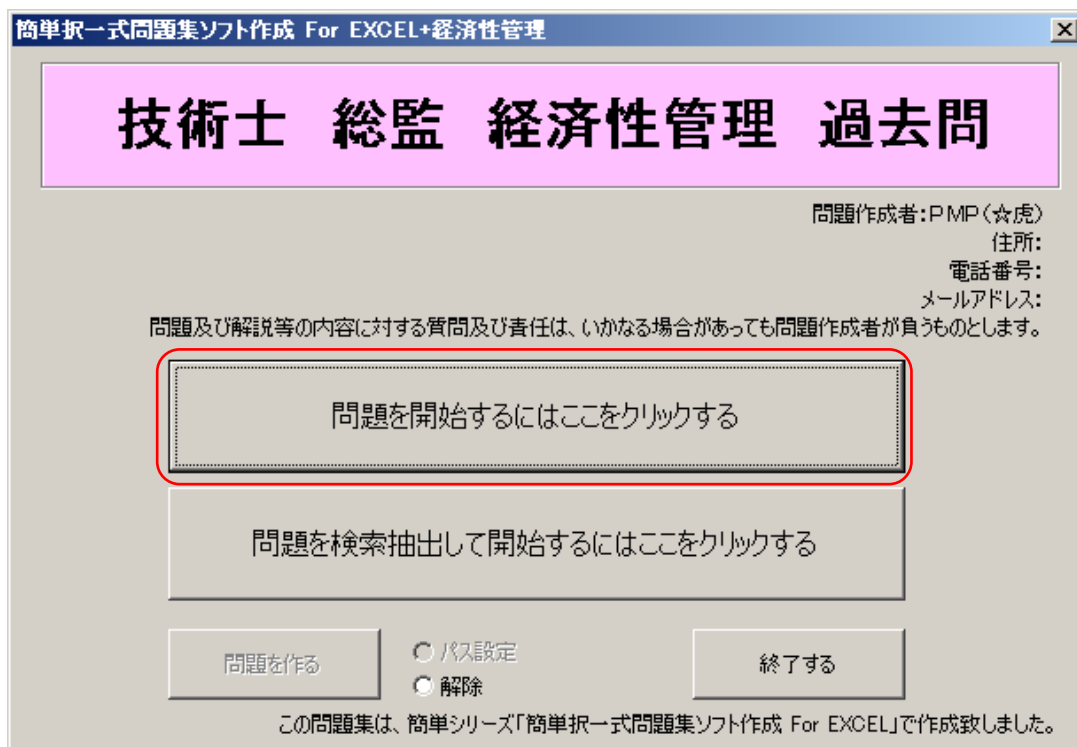 簡単択一式問題集ソフト作成 For EXCEL+経済性管理
技術士 総監 経済性管理 過去問
問題作成者:PMP(☆虎)
住所:
電話番号:
メールアドレス:
問題及び解説等の内容に対する質問及び責任は、いかなる場合があっても問題作成者が負うものとします。
問題を開始するにはここをクリックする
問題を検索抽出して開始するにはここをクリックする
問題を作る
パス設定
解除
終了する
この問題集は、簡単シリーズ「簡単択一式問題集ソフト作成 For EXCEL」で作成致しました。